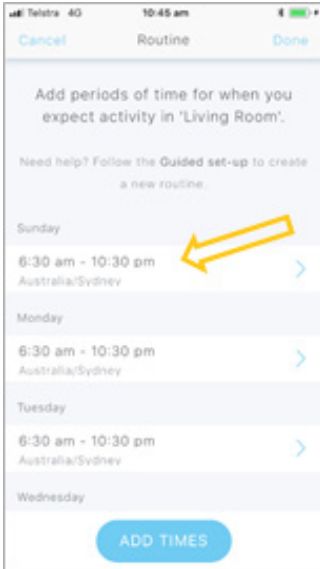 Telstra 4G 10:45 am
Cancel Routine Done
Add periods of time for when you
expect activity in 'Living Room'.
Need help? Follow the Guided set-up to create
a new routine.
Sunday
6:30 am - 10:30 pm
Australia/Sydney
Monday
6:30 am - 10:30 pm
Australia/Sydney
Tuesday
6:30 am - 10:30 pm
Australia/Sydney
Wednesday
ADD TIMES